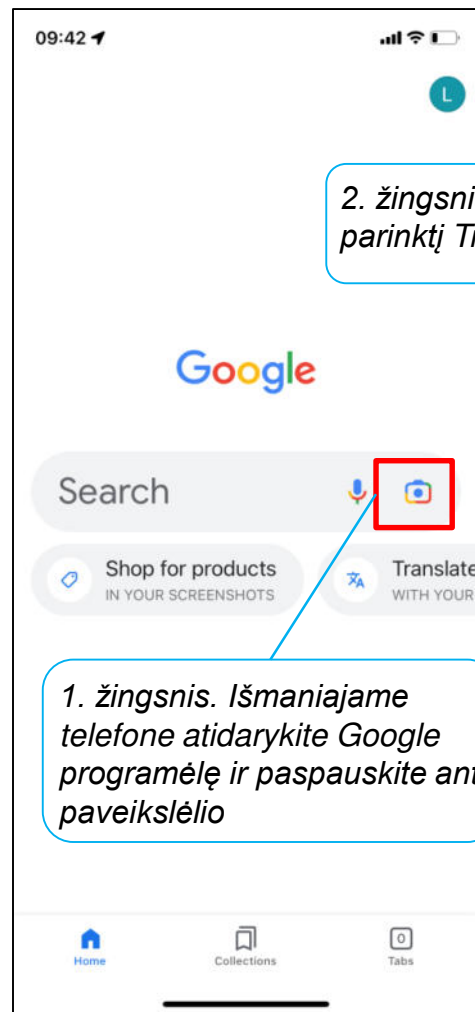 09:42
L
2. žingsni
parinktį
Google
Search
Shop for products
IN YOUR SCREENSHOTS
Translate
WITH YOUR
1. žingsnis. Išmaniajame
telefone atidarykite Google
programėlę ir paspauskite ant
paveikslėlio
Home
Collections
0
Tabs